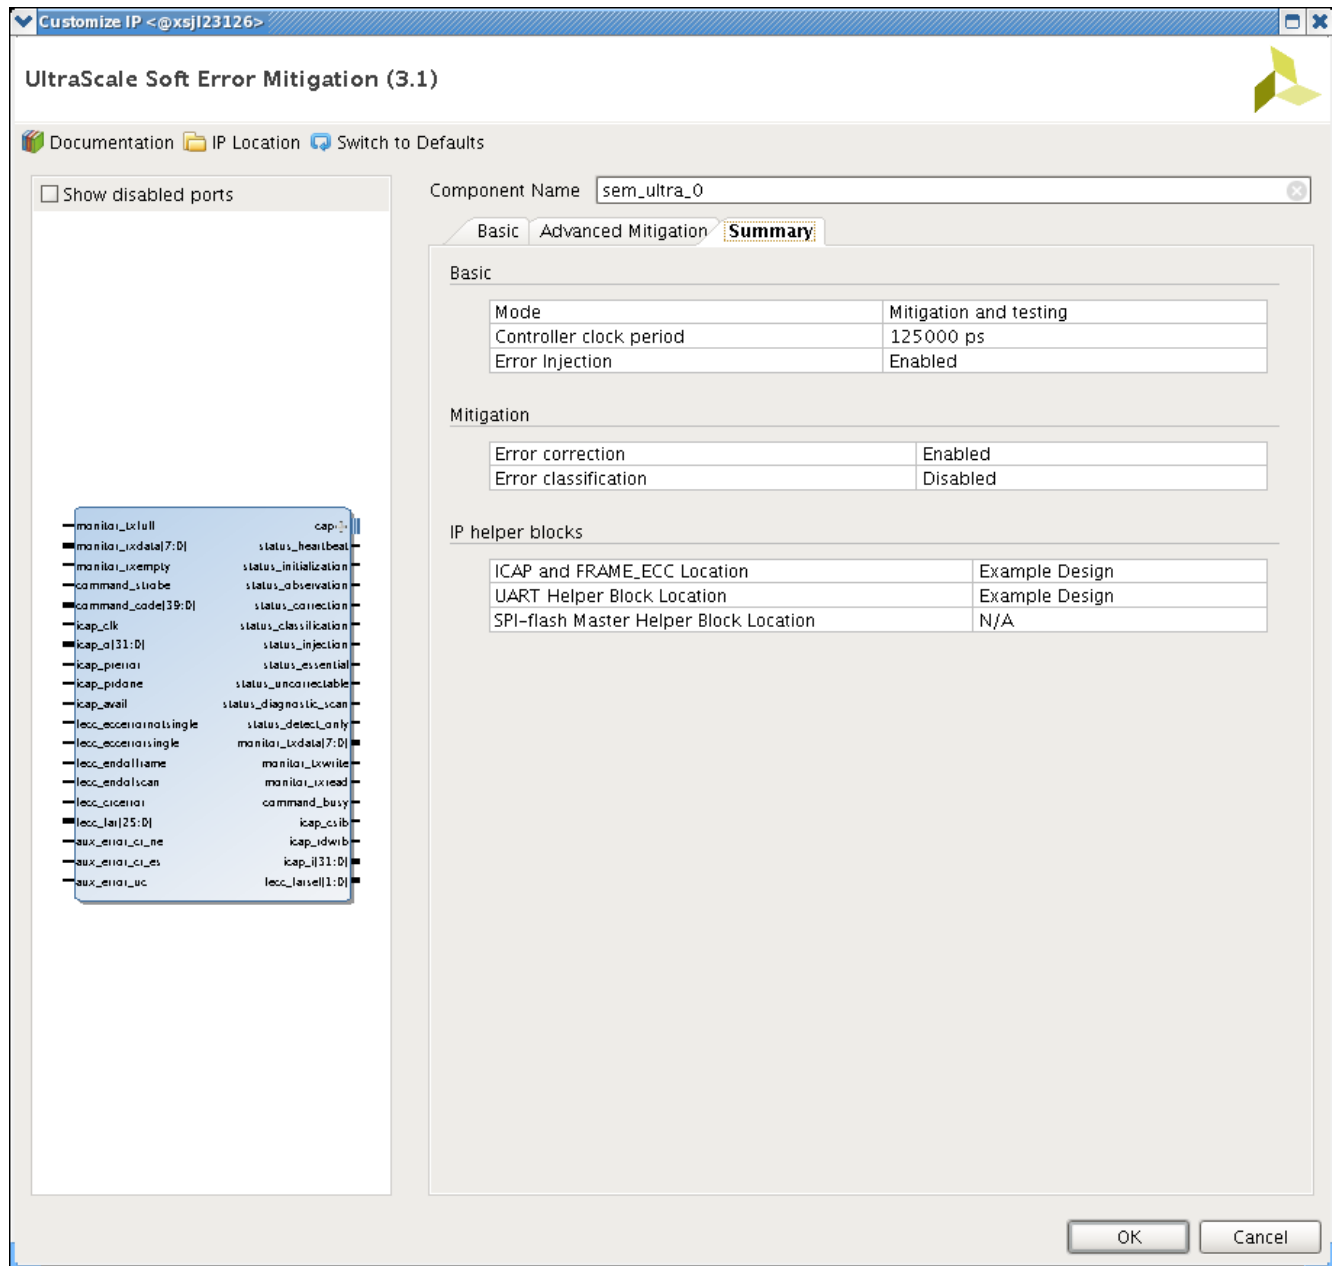 Customize IP <@xsjl23126>
UltraScale Soft Error Mitigation (3.1)
Documentation IP Location Switch to Defaults
Show disabled ports
Component Name sem_ultra_0
Basic Advanced Mitigation Summary
Basic
Mode Mitigation and testing
Controller clock period 125000 ps
Error Injection Enabled
Mitigation
Error correction Enabled
Error classification Disabled
IP helper blocks
ICAP and FRAME_ECC Location Example Design
UART Helper Block Location Example Design
SPI-flash Master Helper Block Location N/A
monitor_txfull
monitor_rxdata[7:0] status_heartbeat
monitor_rxempty status_initialization
command_strobe status_observation
command_code[39:0] status_correction
icap_clk status_classification
icap_o[31:0] status_injection
icap_prerror status_essential
icap_prdone status_uncorrectable
icap_avail status_diagnostic_scan
fecc_eccerrornotsingle status_detect_only
fecc_eccerrorsingle monitor_txdata[7:0]
fecc_endofframe monitor_txwrite
fecc_endofscan monitor_rxread
fecc_crcerror command_busy
fecc_far[25:0] icap_csib
aux_error_cr_ne icap_rdwrb
aux_error_cr_es icap_i[31:0]
aux_error_uc fecc_farsel[1:0]
OK Cancel